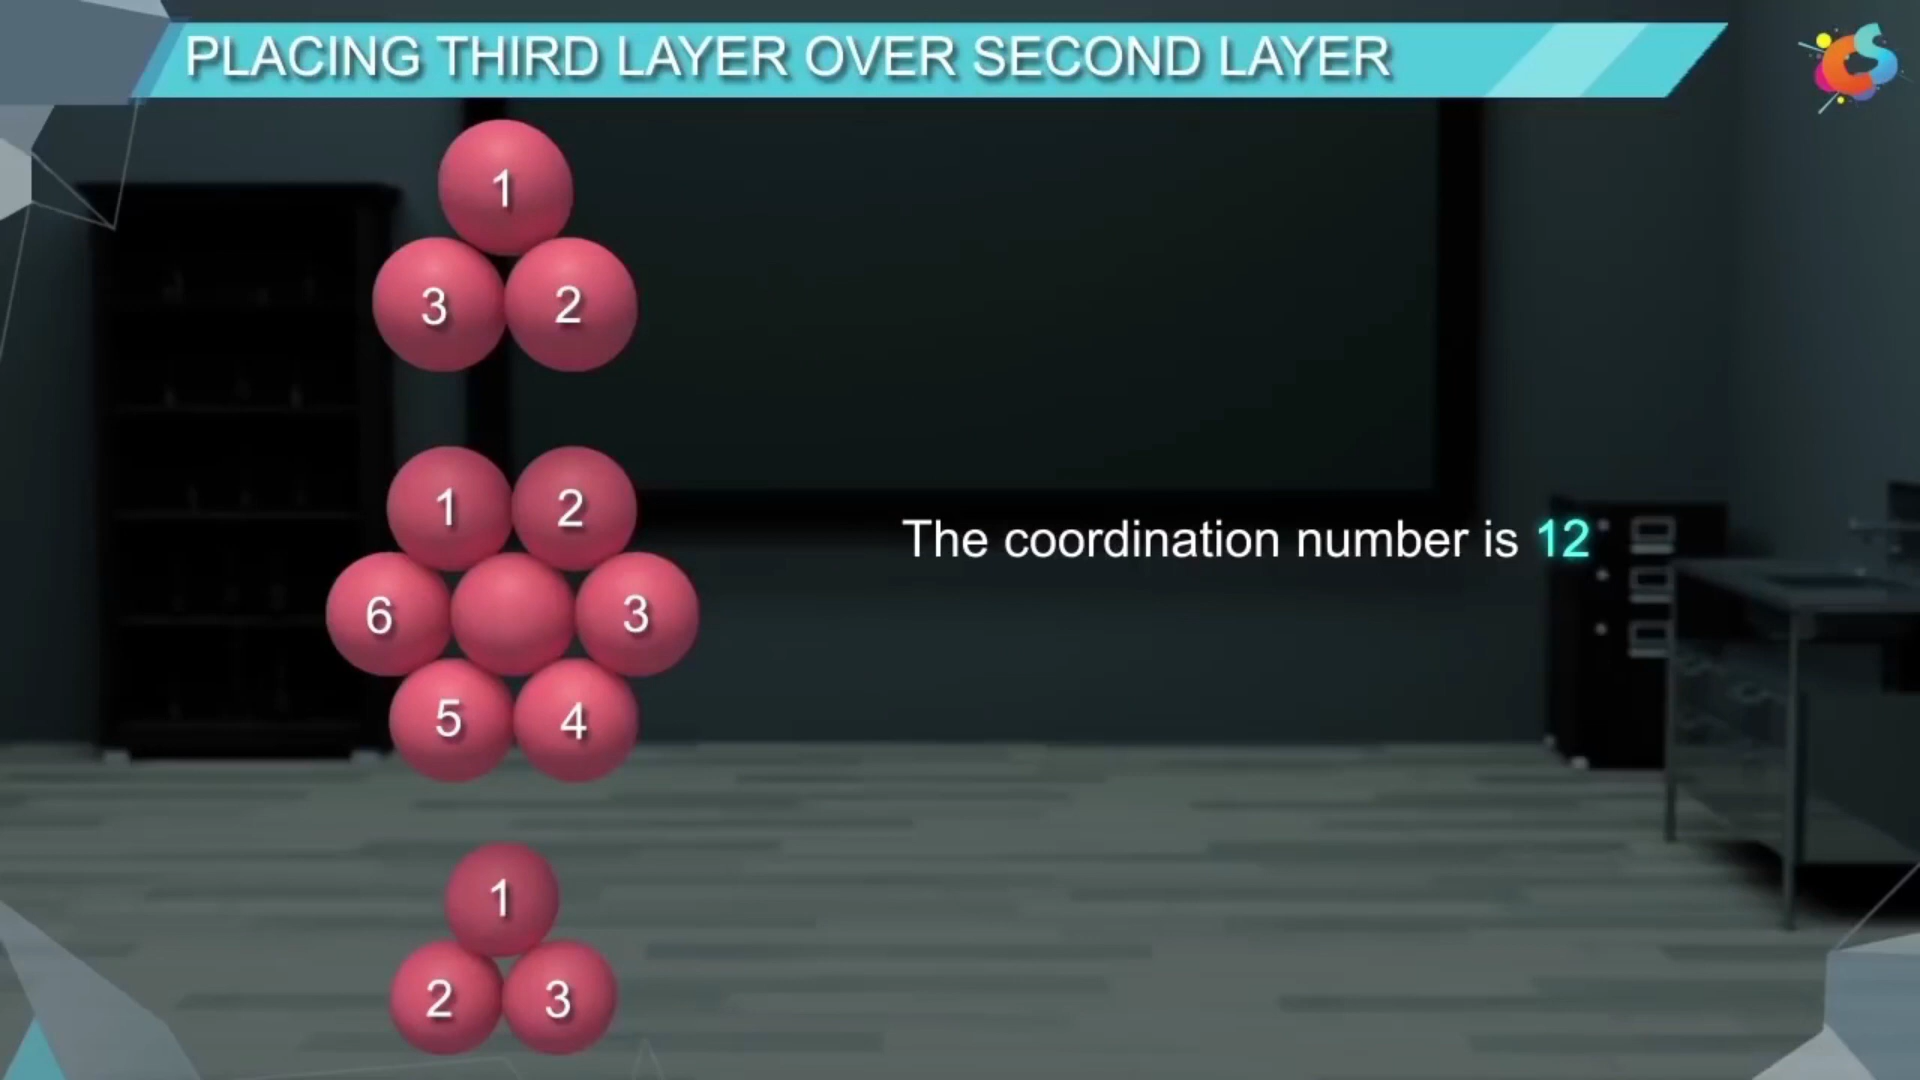 PLACING THIRD LAYER OVER SECOND LAYER
CS
1
3 2
1 2
6 3
The coordination number is 12
5 4
1
2 3